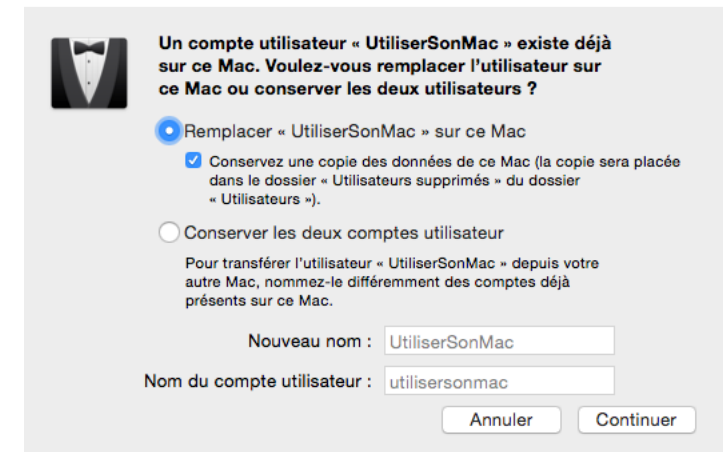 Un compte utilisateur « UtiliserSonMac » existe déjà
sur ce Mac. Voulez-vous remplacer l’utilisateur sur
ce Mac ou conserver les deux utilisateurs ?
Remplacer « UtiliserSonMac » sur ce Mac
Conservez une copie des données de ce Mac (la copie sera placée
dans le dossier « Utilisateurs supprimés » du dossier
« Utilisateurs »).
Conserver les deux comptes utilisateur
Pour transférer l’utilisateur « UtiliserSonMac » depuis votre
autre Mac, nommez-le différemment des comptes déjà
présents sur ce Mac.
Nouveau nom : UtiliserSonMac
Nom du compte utilisateur : utilisersonmac
Annuler Continuer